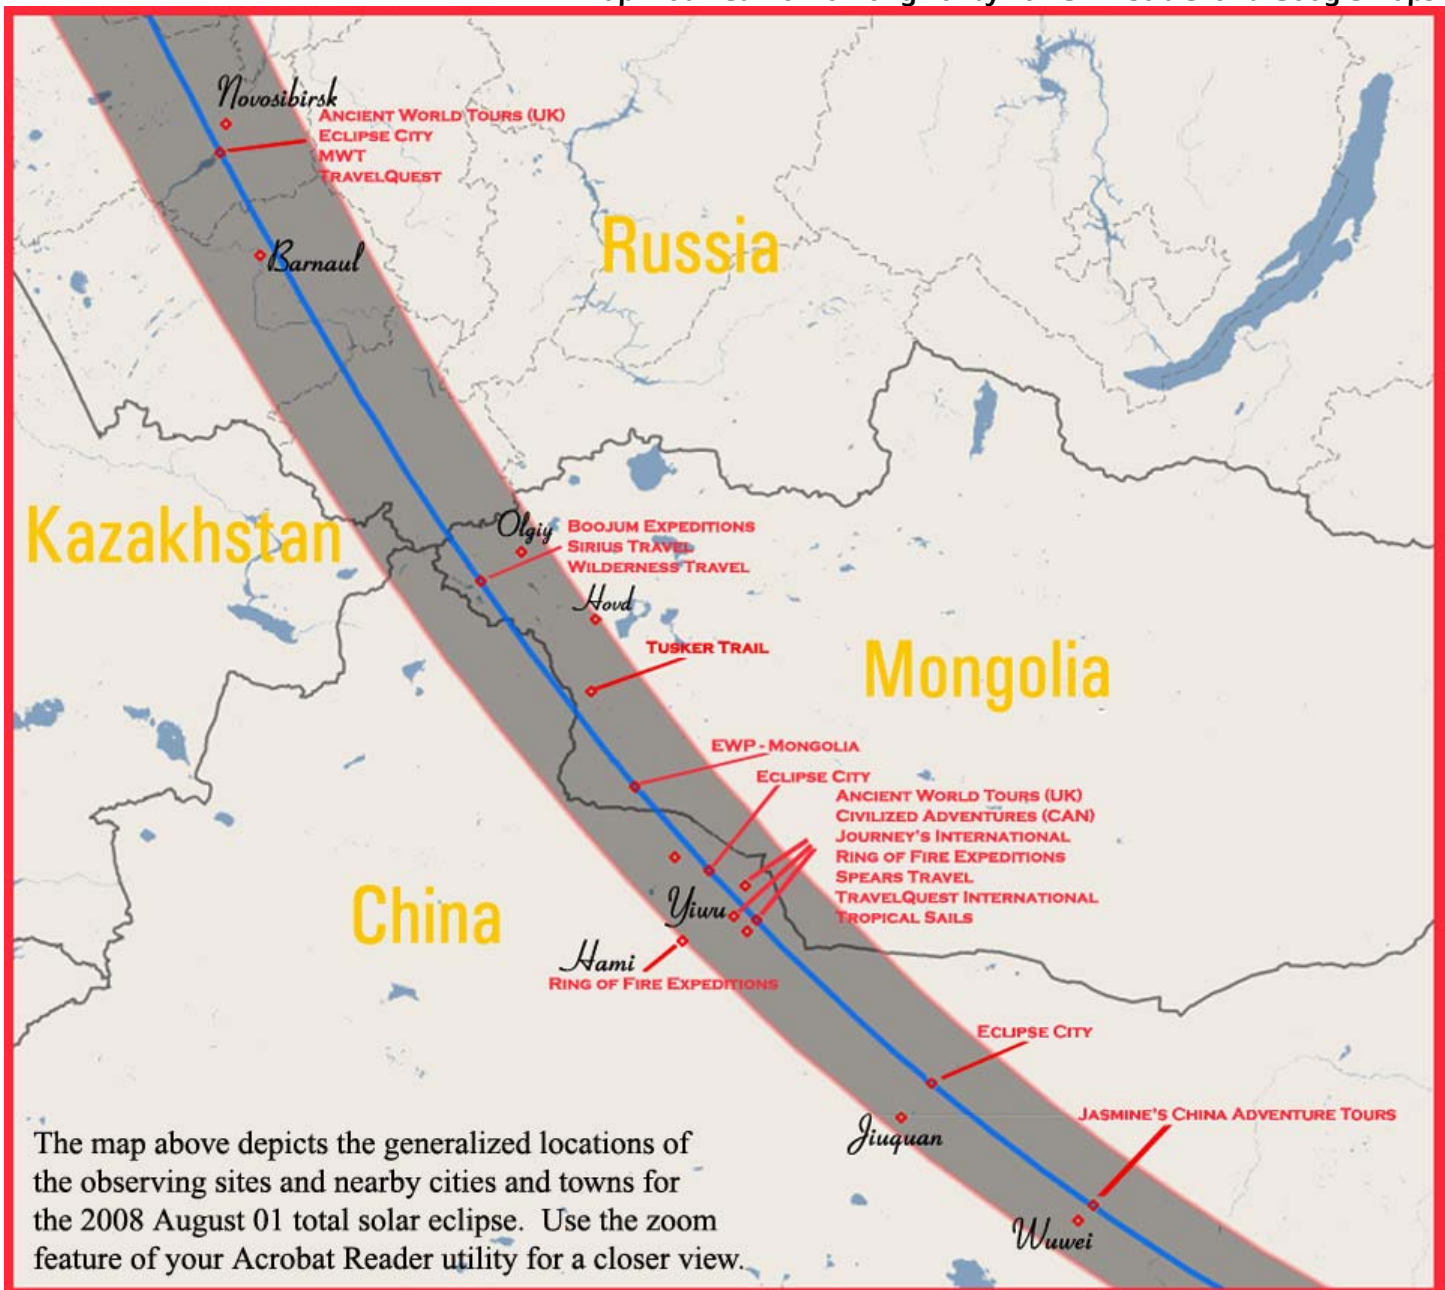 Novosibirsk
ANCIENT WORLD TOURS (UK)
ECLIPSE CITY
MWT
TRAVELQUEST
Barnaul
Russia
Kazakhstan
Olgiy
BOOJUM EXPEDITIONS
SIRIUS TRAVEL
WILDERNESS TRAVEL
Hovd
TUSKER TRAIL
Mongolia
EWP - MONGOLIA
ECLIPSE CITY
ANCIENT WORLD TOURS (UK)
CIVILIZED ADVENTURES (CAN)
JOURNEY'S INTERNATIONAL
RING OF FIRE EXPEDITIONS
SPEARS TRAVEL
TRAVELQUEST INTERNATIONAL
TROPICAL SAILS
China
Yiwu
Hami
RING OF FIRE EXPEDITIONS
ECLIPSE CITY
Jiuquan
JASMINE'S CHINA ADVENTURE TOURS
Wuwei
The map above depicts the generalized locations of
the observing sites and nearby cities and towns for
the 2008 August 01 total solar eclipse. Use the zoom
feature of your Acrobat Reader utility for a closer view.